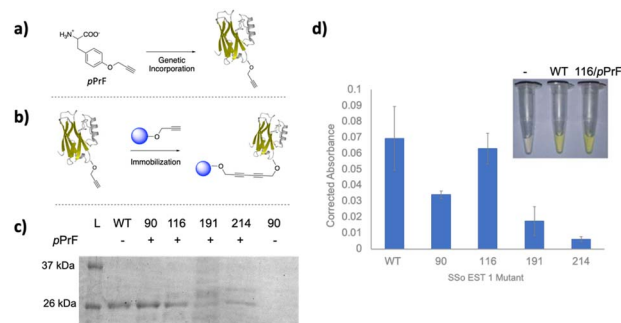 a)
H₂N⁺
COO⁻
O
pPrF
Genetic
Incorporation
O
b)
O
Immobilization
O
O
O
c)
L WT 90 116 191 214 90
pPrF - + + + + -
37 kDa
26 kDa
d)
- WT 116/pPrF
Corrected Absorbance
0.1
0.09
0.08
0.07
0.06
0.05
0.04
0.03
0.02
0.01
0
WT 90 116 191 214
SSo EST 1 Mutant